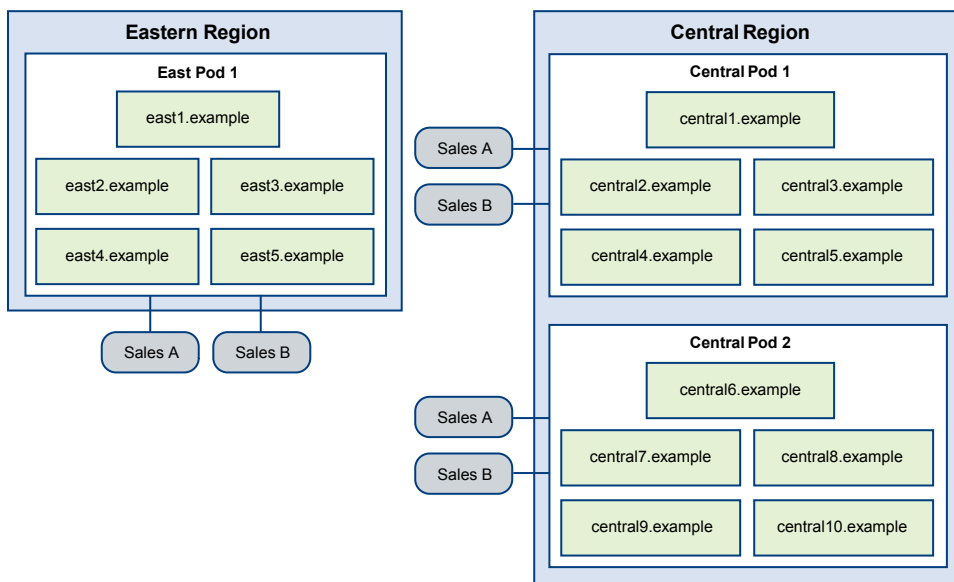 Eastern Region
East Pod 1
east1.example
east2.example
east3.example
east4.example
east5.example
Sales A
Sales B
Central Region
Central Pod 1
central1.example
Sales A
central2.example
central3.example
Sales B
central4.example
central5.example
Central Pod 2
central6.example
Sales A
central7.example
central8.example
Sales B
central9.example
central10.example